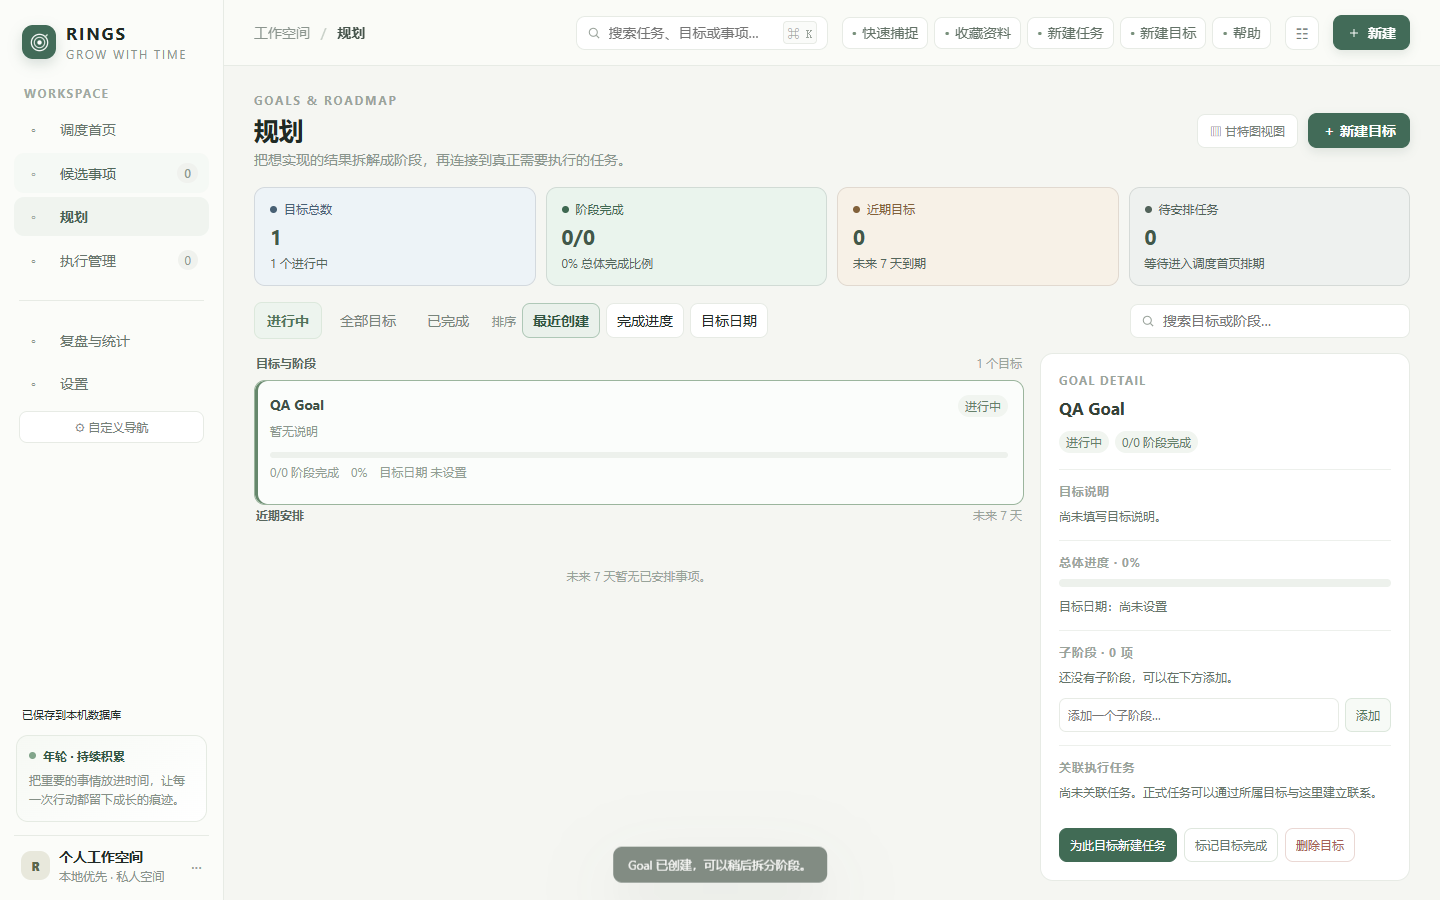 RINGS
GROW WITH TIME
WORKSPACE
调度首页
候选事项 0
规划
执行管理 0
复盘与统计
设置
⚙ 自定义导航
已保存到本机数据库
年轮 · 持续积累
把重要的事情放进时间，让每
一次行动都留下成长的痕迹。
R
个人工作空间
本地优先 · 私人空间
...
工作空间 / 规划
搜索任务、目标或事项... ⌘ K
• 快速捕捉
• 收藏资料
• 新建任务
• 新建目标
• 帮助
＋ 新建
GOALS & ROADMAP
规划
把想实现的结果拆解成阶段，再连接到真正需要执行的任务。
甘特图视图
＋ 新建目标
目标总数
1
1 个进行中
阶段完成
0/0
0% 总体完成比例
近期目标
0
未来 7 天到期
待安排任务
0
等待进入调度首页排期
进行中 全部目标 已完成 排序 最近创建 完成进度 目标日期
搜索目标或阶段...
目标与阶段 1 个目标
QA Goal 进行中
暂无说明
0/0 阶段完成 0% 目标日期 未设置
近期安排 未来 7 天
未来 7 天暂无已安排事项。
GOAL DETAIL
QA Goal
进行中 0/0 阶段完成
目标说明
尚未填写目标说明。
总体进度 · 0%
目标日期：尚未设置
子阶段 · 0 项
还没有子阶段，可以在下方添加。
添加一个子阶段... 添加
关联执行任务
尚未关联任务。正式任务可以通过所属目标与这里建立联系。
为此目标新建任务 标记目标完成 删除目标
Goal 已创建，可以稍后拆分阶段。